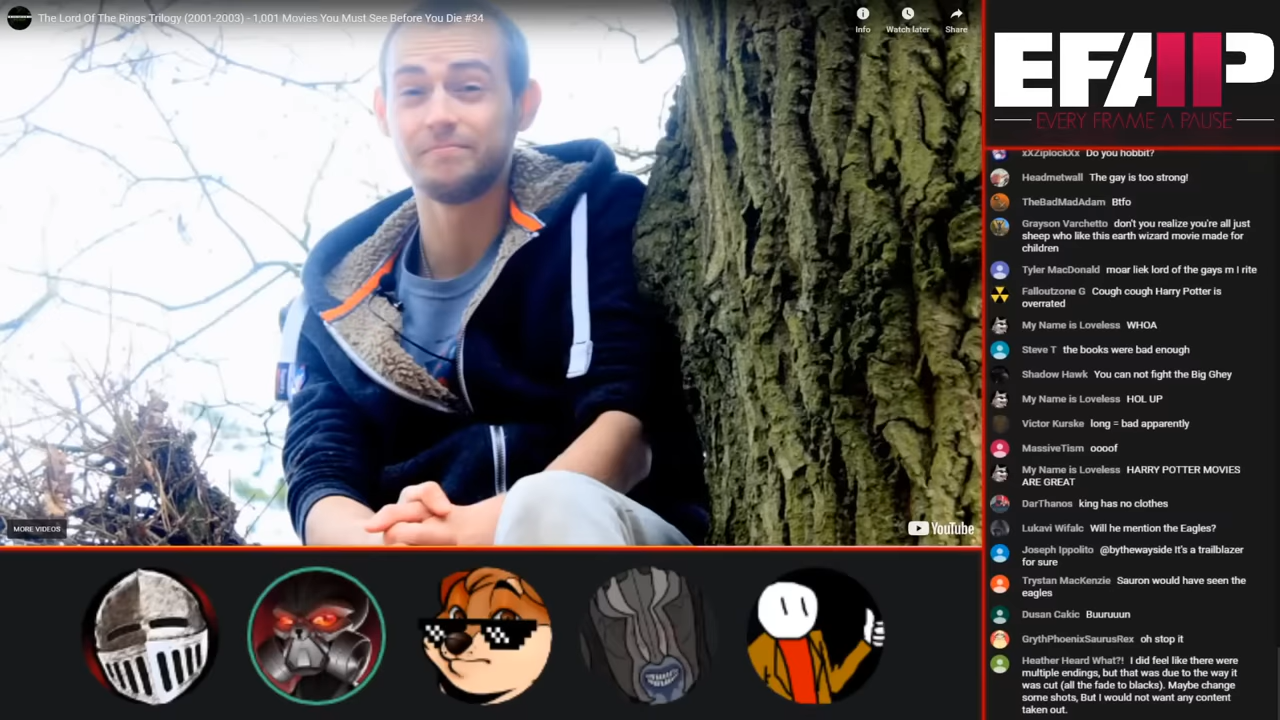 The Lord Of The Rings Trilogy (2001-2003) - 1,001 Movies You Must See Before You Die #34
Info
Watch later
Share
MORE VIDEOS
YouTube
EFAP
EVERY FRAME A PAUSE
xXZiplockXx Do you hobbit?
Headmetwall The gay is too strong!
TheBadMadAdam Btfo
Grayson Varchetto don't you realize you're all just
sheep who like this earth wizard movie made for
children
Tyler MacDonald moar liek lord of the gays m I rite
Falloutzone G Cough cough Harry Potter is
overrated
My Name is Loveless WHOA
Steve T the books were bad enough
Shadow Hawk You can not fight the Big Ghey
My Name is Loveless HOL UP
Victor Kurske long = bad apparently
MassiveTism oooof
My Name is Loveless HARRY POTTER MOVIES
ARE GREAT
DarThanos king has no clothes
Lukavi Wifalc Will he mention the Eagles?
Joseph Ippolito @bythewayside It's a trailblazer
for sure
Trystan MacKenzie Sauron would have seen the
eagles
Dusan Cakic Buuruuun
GrythPhoenixSaurusRex oh stop it
Heather Heard What?! I did feel like there were
multiple endings, but that was due to the way it
was cut (all the fade to blacks). Maybe change
some shots, But I would not want any content
taken out.